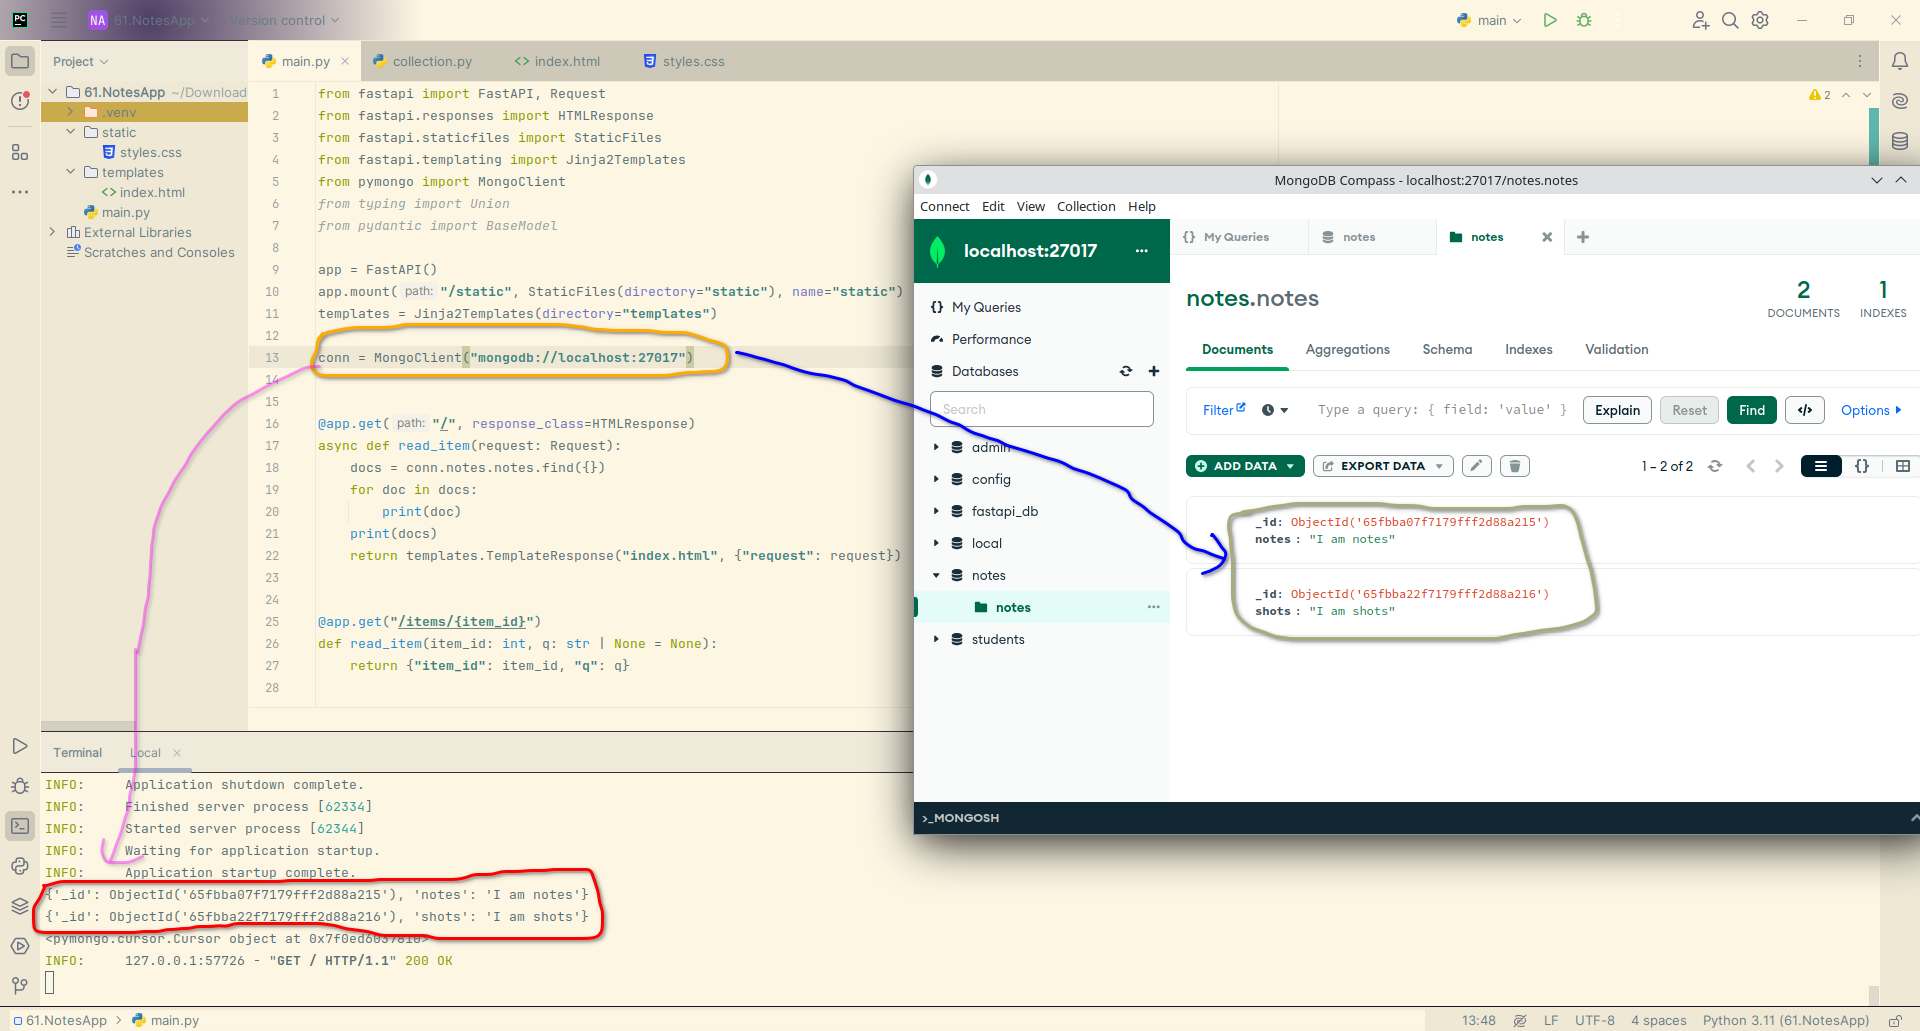 PC
NA 61.NotesApp
Version control
main
Project
main.py
collection.py
index.html
styles.css
61.NotesApp ~/Download
.venv
static
styles.css
templates
index.html
main.py
External Libraries
Scratches and Consoles
1 from fastapi import FastAPI, Request
2 from fastapi.responses import HTMLResponse
3 from fastapi.staticfiles import StaticFiles
4 from fastapi.templating import Jinja2Templates
5 from pymongo import MongoClient
6 from typing import Union
7 from pydantic import BaseModel
8
9 app = FastAPI()
10 app.mount( path: "/static", StaticFiles(directory="static"), name="static")
11 templates = Jinja2Templates(directory="templates")
12
13 conn = MongoClient("mongodb://localhost:27017")
14
15
16 @app.get( path: "/", response_class=HTMLResponse)
17 async def read_item(request: Request):
18 docs = conn.notes.notes.find({})
19 for doc in docs:
20 print(doc)
21 print(docs)
22 return templates.TemplateResponse("index.html", {"request": request})
23
24
25 @app.get("/items/{item_id}")
26 def read_item(item_id: int, q: str | None = None):
27 return {"item_id": item_id, "q": q}
28
2
MongoDB Compass - localhost:27017/notes.notes
Connect Edit View Collection Help
localhost:27017 ...
{} My Queries
Performance
Databases
Search
admin
config
fastapi_db
local
notes
notes ...
students
{} My Queries
notes
notes
notes.notes
2
DOCUMENTS
1
INDEXES
Documents Aggregations Schema Indexes Validation
Filter Type a query: { field: 'value' } Explain Reset Find </> Options
ADD DATA EXPORT DATA 1 – 2 of 2 {}
_id: ObjectId('65fbba07f7179fff2d88a215')
notes : "I am notes"
_id: ObjectId('65fbba22f7179fff2d88a216')
shots : "I am shots"
>_MONGOSH
Terminal Local
INFO: Application shutdown complete.
INFO: Finished server process [62334]
INFO: Started server process [62344]
INFO: Waiting for application startup.
INFO: Application startup complete.
{'_id': ObjectId('65fbba07f7179fff2d88a215'), 'notes': 'I am notes'}
{'_id': ObjectId('65fbba22f7179fff2d88a216'), 'shots': 'I am shots'}
<pymongo.cursor.Cursor object at 0x7f0ed6037810>
INFO: 127.0.0.1:57726 - "GET / HTTP/1.1" 200 OK
61.NotesApp > main.py
13:48 LF UTF-8 4 spaces Python 3.11 (61.NotesApp)